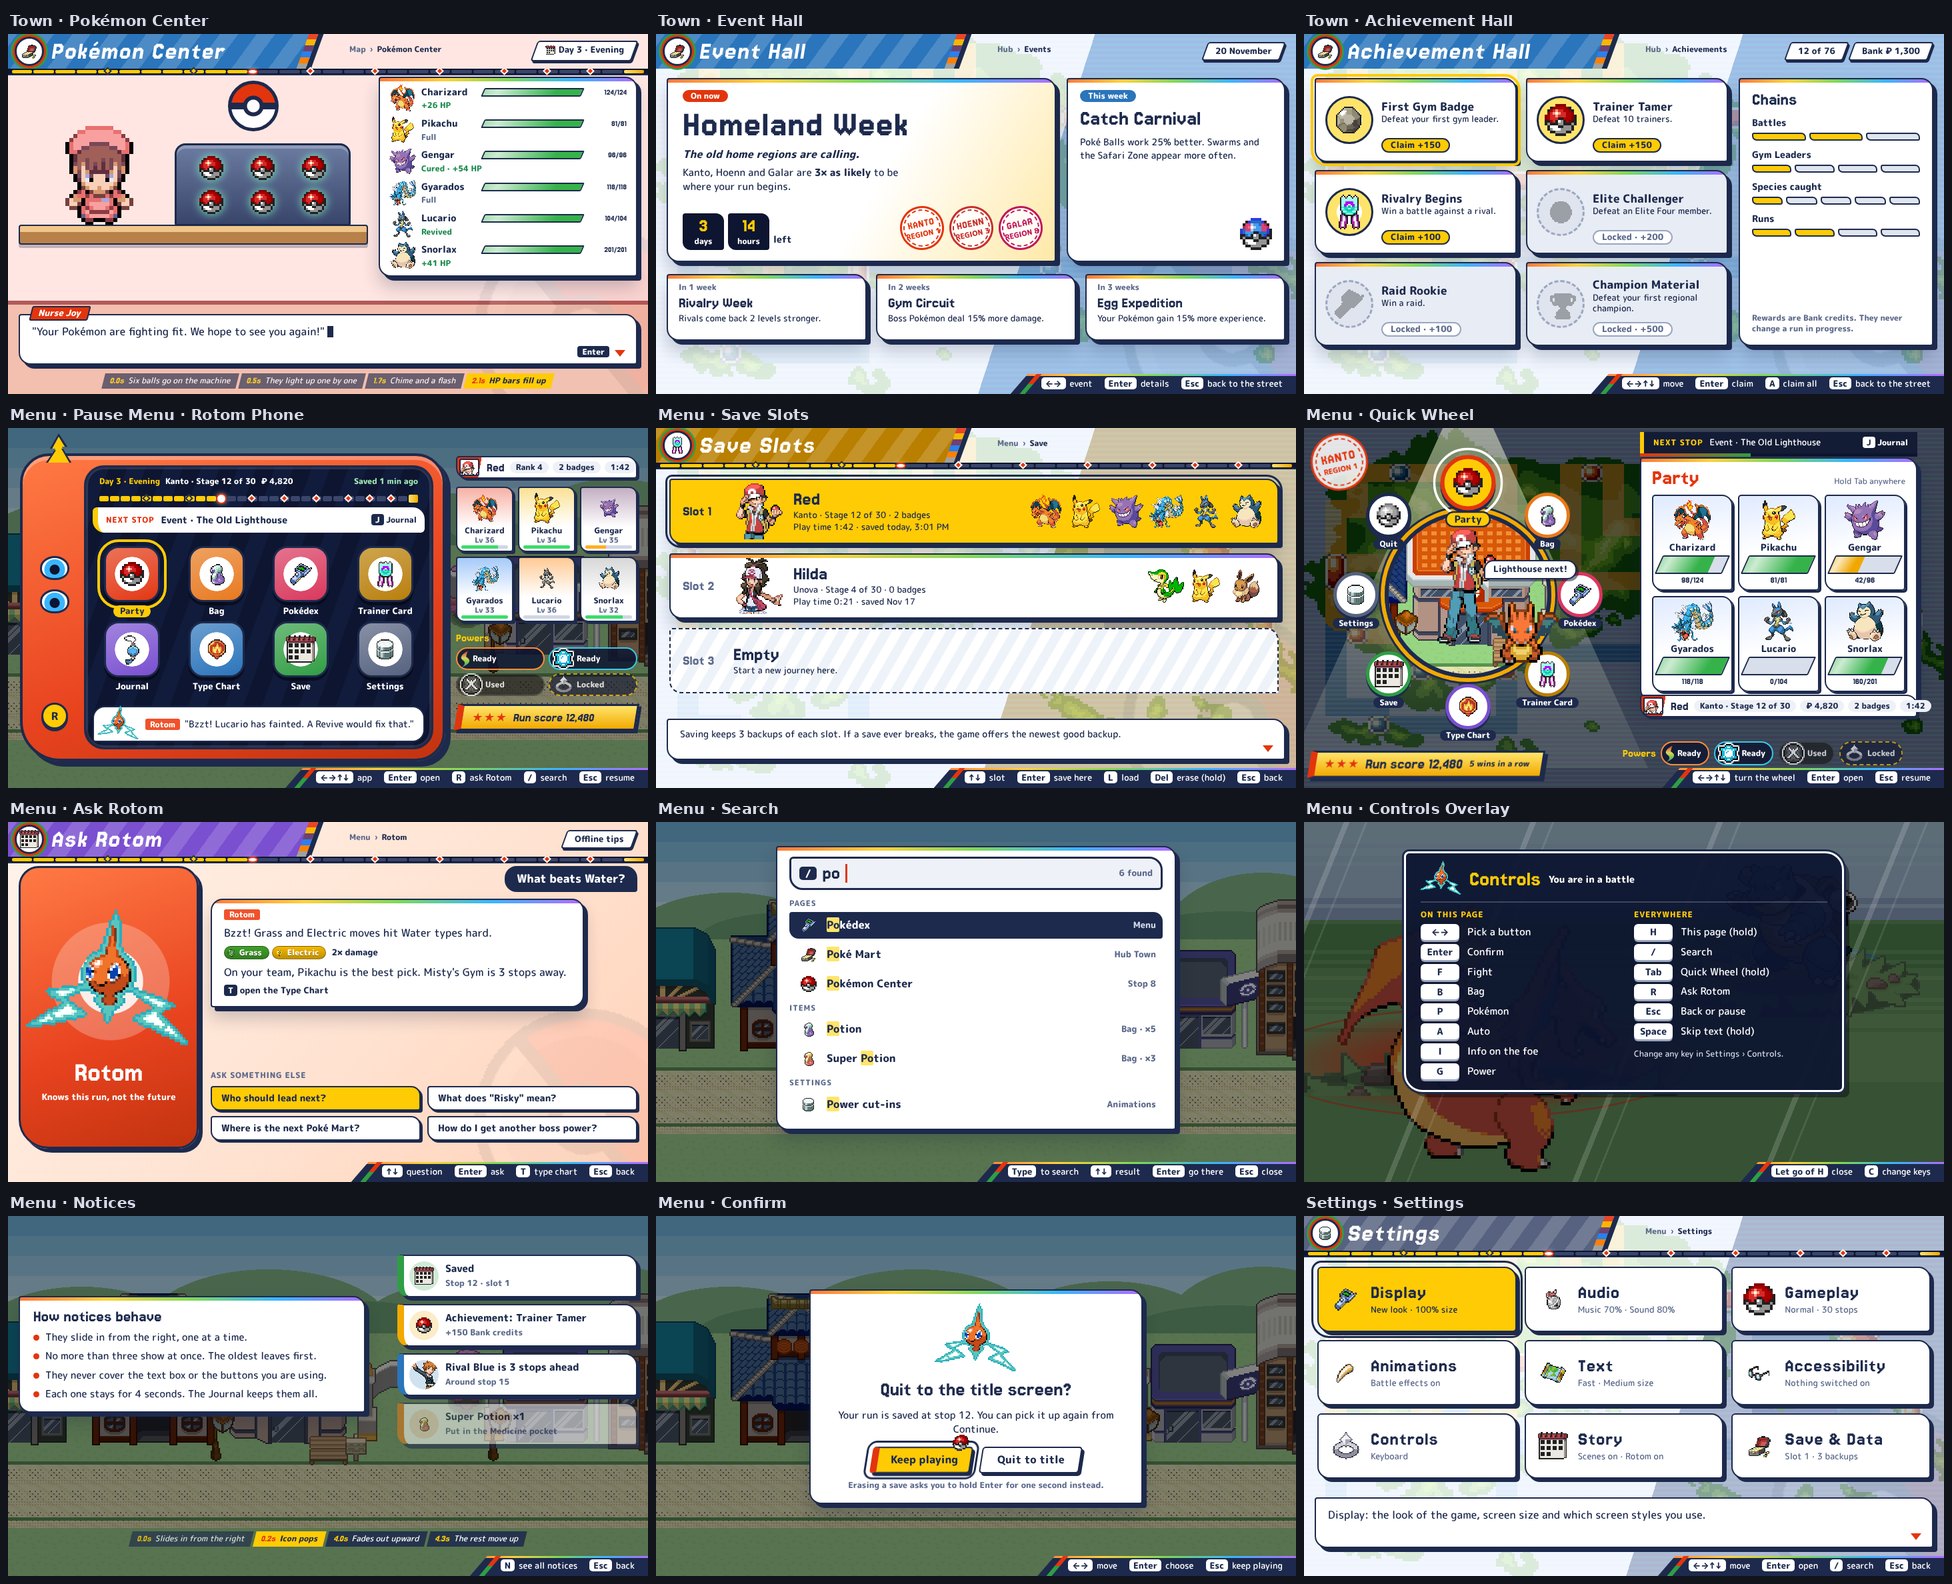 Town · Pokémon Center
Pokémon Center
Map › Pokémon Center
Day 3 · Evening
Charizard
124/124
+26 HP
Pikachu
81/81
Full
Gengar
98/98
Cured · +54 HP
Gyarados
118/118
Full
Lucario
104/104
Revived
Snorlax
201/201
+41 HP
Nurse Joy
"Your Pokémon are fighting fit. We hope to see you again!"
Enter
0.0s Six balls go on the machine
0.5s They light up one by one
1.7s Chime and a flash
2.1s HP bars fill up
Town · Event Hall
Event Hall
Hub › Events
20 November
On now
Homeland Week
The old home regions are calling.
Kanto, Hoenn and Galar are 3× as likely to be
where your run begins.
3 days
14 hours
left
KANTO REGION 1
HOENN REGION 3
GALAR REGION 8
This week
Catch Carnival
Poké Balls work 25% better. Swarms and
the Safari Zone appear more often.
In 1 week
Rivalry Week
Rivals come back 2 levels stronger.
In 2 weeks
Gym Circuit
Boss Pokémon deal 15% more damage.
In 3 weeks
Egg Expedition
Your Pokémon gain 15% more experience.
←→ event Enter details Esc back to the street
Town · Achievement Hall
Achievement Hall
Hub › Achievements
12 of 76
Bank ₽ 1,300
First Gym Badge
Defeat your first gym leader.
Claim +150
Trainer Tamer
Defeat 10 trainers.
Claim +150
Rivalry Begins
Win a battle against a rival.
Claim +100
Elite Challenger
Defeat an Elite Four member.
Locked · +200
Raid Rookie
Win a raid.
Locked · +100
Champion Material
Defeat your first regional
champion.
Locked · +500
Chains
Battles
Gym Leaders
Species caught
Runs
Rewards are Bank credits. They never
change a run in progress.
←→↑↓ move Enter claim A claim all Esc back to the street
Menu · Pause Menu · Rotom Phone
Day 3 · Evening Kanto · Stage 12 of 30 ₽ 4,820
Saved 1 min ago
NEXT STOP Event · The Old Lighthouse
J Journal
Party
Bag
Pokédex
Trainer Card
Journal
Type Chart
Save
Settings
R
Rotom "Bzzt! Lucario has fainted. A Revive would fix that."
Red Rank 4 2 badges 1:42
Charizard
Lv 36
Pikachu
Lv 34
Gengar
Lv 35
Gyarados
Lv 33
Lucario
Lv 36
Snorlax
Lv 32
Powers
Ready
Ready
Used
Locked
★★★ Run score 12,480
←→↑↓ app Enter open R ask Rotom / search Esc resume
Menu · Save Slots
Save Slots
Menu › Save
Slot 1
Red
Kanto · Stage 12 of 30 · 2 badges
Play time 1:42 · saved today, 3:01 PM
Slot 2
Hilda
Unova · Stage 4 of 30 · 0 badges
Play time 0:21 · saved Nov 17
Slot 3
Empty
Start a new journey here.
Saving keeps 3 backups of each slot. If a save ever breaks, the game offers the newest good backup.
↑↓ slot Enter save here L load Del erase (hold) Esc back
Menu · Quick Wheel
KANTO REGION 1
NEXT STOP Event · The Old Lighthouse
J Journal
Party
Bag
Pokédex
Trainer Card
Type Chart
Save
Settings
Quit
Lighthouse next!
Party
Hold Tab anywhere
Charizard
98/124
Pikachu
81/81
Gengar
42/98
Gyarados
118/118
Lucario
0/104
Snorlax
160/201
Red Kanto · Stage 12 of 30 ₽ 4,820 2 badges 1:42
Powers Ready Ready Used Locked
★★★ Run score 12,480 5 wins in a row
←→↑↓ turn the wheel Enter open Esc resume
Menu · Ask Rotom
Ask Rotom
Menu › Rotom
Offline tips
What beats Water?
Rotom
Knows this run, not the future
Rotom
Bzzt! Grass and Electric moves hit Water types hard.
Grass Electric 2× damage
On your team, Pikachu is the best pick. Misty's Gym is 3 stops away.
T open the Type Chart
ASK SOMETHING ELSE
Who should lead next?
What does "Risky" mean?
Where is the next Poké Mart?
How do I get another boss power?
↑↓ question Enter ask T type chart Esc back
Menu · Search
/ po
6 found
PAGES
Pokédex
Menu
Poké Mart
Hub Town
Pokémon Center
Stop 8
ITEMS
Potion
Bag · ×5
Super Potion
Bag · ×3
SETTINGS
Power cut-ins
Animations
Type to search ↑↓ result Enter go there Esc close
Menu · Controls Overlay
Controls You are in a battle
ON THIS PAGE
←→ Pick a button
Enter Confirm
F Fight
B Bag
P Pokémon
A Auto
I Info on the foe
G Power
EVERYWHERE
H This page (hold)
/ Search
Tab Quick Wheel (hold)
R Ask Rotom
Esc Back or pause
Space Skip text (hold)
Change any key in Settings › Controls.
Let go of H close C change keys
Menu · Notices
How notices behave
They slide in from the right, one at a time.
No more than three show at once. The oldest leaves first.
They never cover the text box or the buttons you are using.
Each one stays for 4 seconds. The Journal keeps them all.
Saved
Stop 12 · slot 1
Achievement: Trainer Tamer
+150 Bank credits
Rival Blue is 3 stops ahead
Around stop 15
Super Potion ×1
Put in the Medicine pocket
0.0s Slides in from the right
0.2s Icon pops
4.0s Fades out upward
4.3s The rest move up
N see all notices Esc back
Menu · Confirm
Quit to the title screen?
Your run is saved at stop 12. You can pick it up again from
Continue.
Keep playing
Quit to title
Erasing a save asks you to hold Enter for one second instead.
←→ move Enter choose Esc keep playing
Settings · Settings
Settings
Menu › Settings
Display
New look · 100% size
Audio
Music 70% · Sound 80%
Gameplay
Normal · 30 stops
Animations
Battle effects on
Text
Fast · Medium size
Accessibility
Nothing switched on
Controls
Keyboard
Story
Scenes on · Rotom on
Save & Data
Slot 1 · 3 backups
Display: the look of the game, screen size and which screen styles you use.
←→↑↓ move Enter open / search Esc back